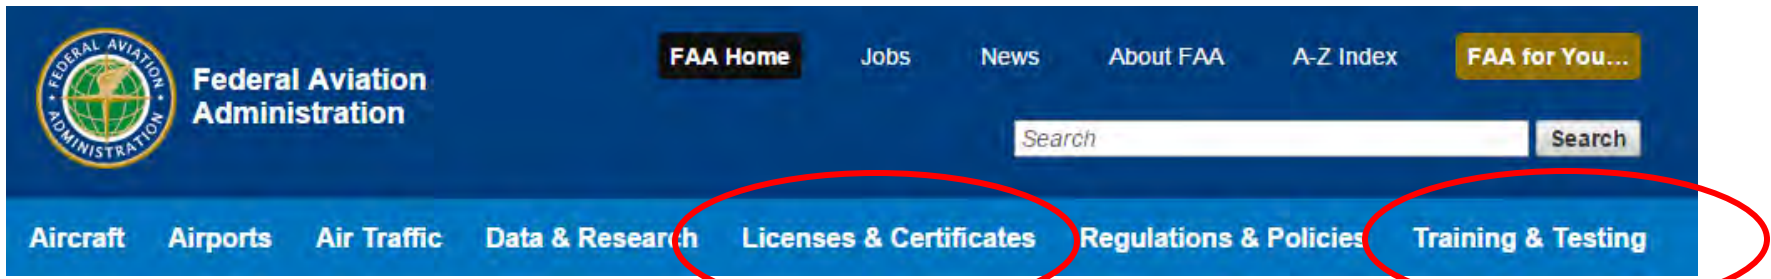 FEDERAL AVIATION ADMINISTRATION
Federal Aviation
Administration
FAA Home Jobs News About FAA A-Z Index FAA for You...
Search Search
Aircraft Airports Air Traffic Data & Research Licenses & Certificates Regulations & Policies Training & Testing